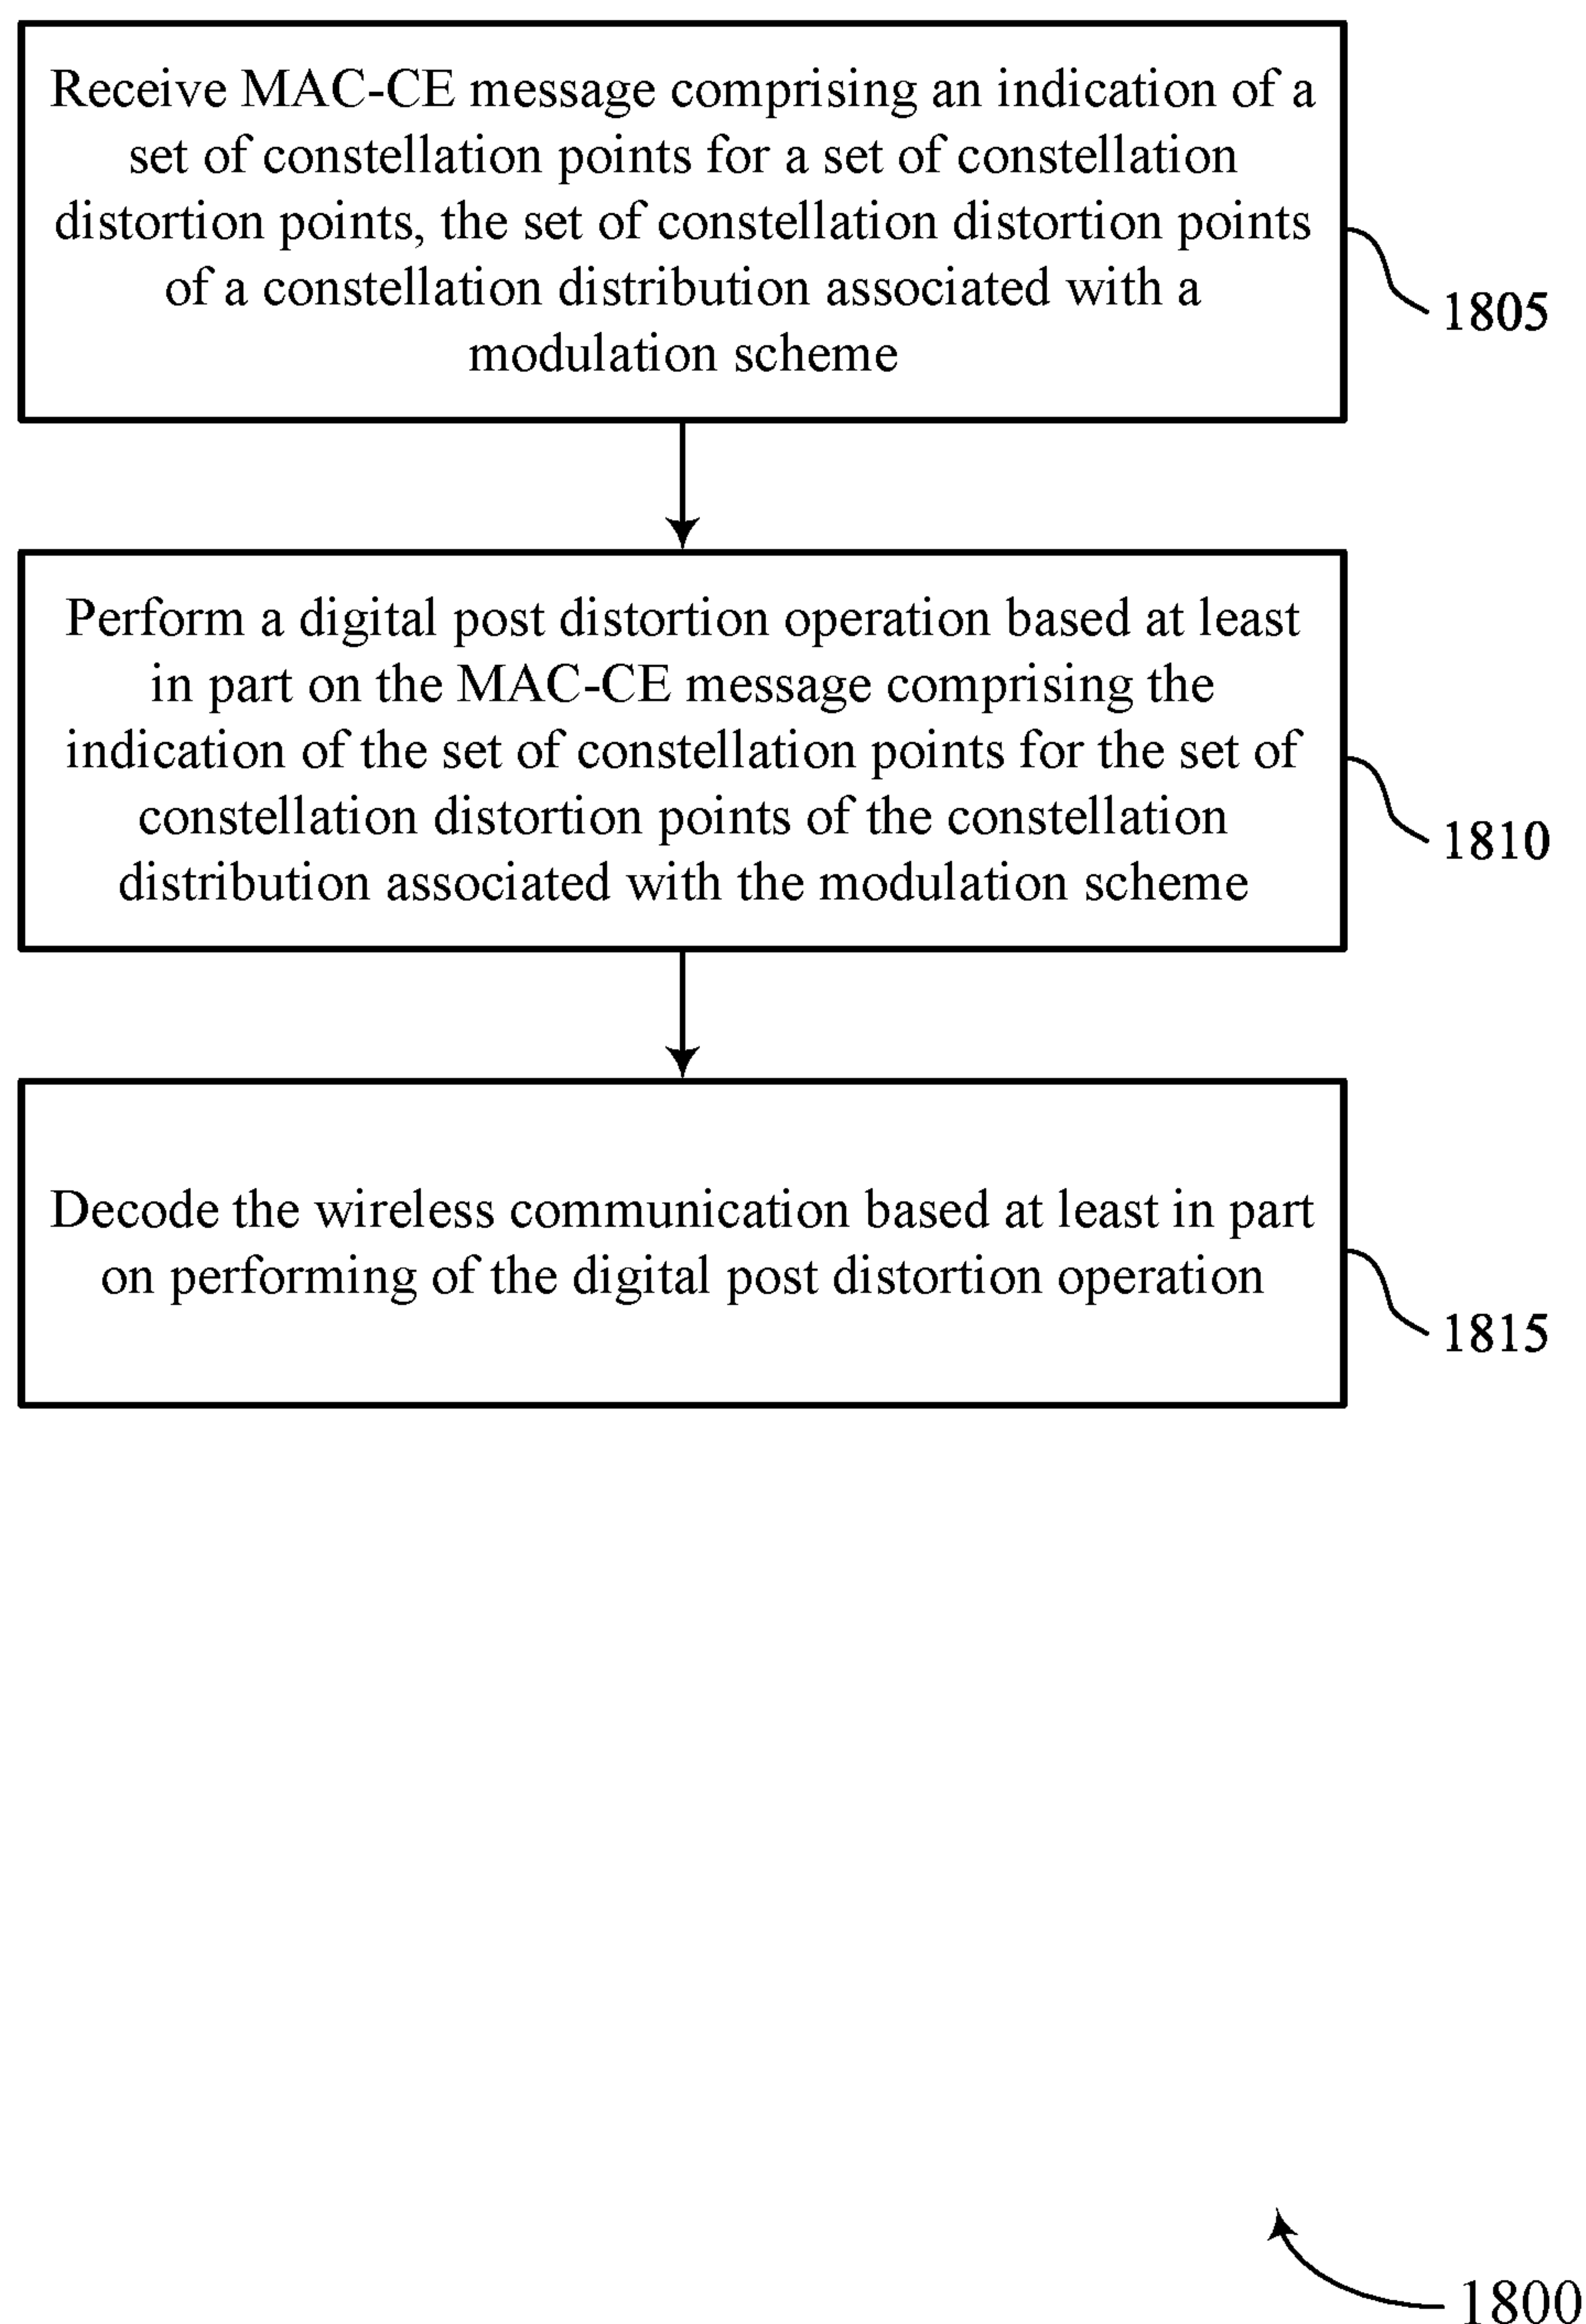 Receive MAC-CE message comprising an indication of a
set of constellation points for a set of constellation
distortion points, the set of constellation distortion points
of a constellation distribution associated with a
modulation scheme
1805
Perform a digital post distortion operation based at least
in part on the MAC-CE message comprising the
indication of the set of constellation points for the set of
constellation distortion points of the constellation
distribution associated with the modulation scheme
1810
Decode the wireless communication based at least in part
on performing of the digital post distortion operation
1815
1800